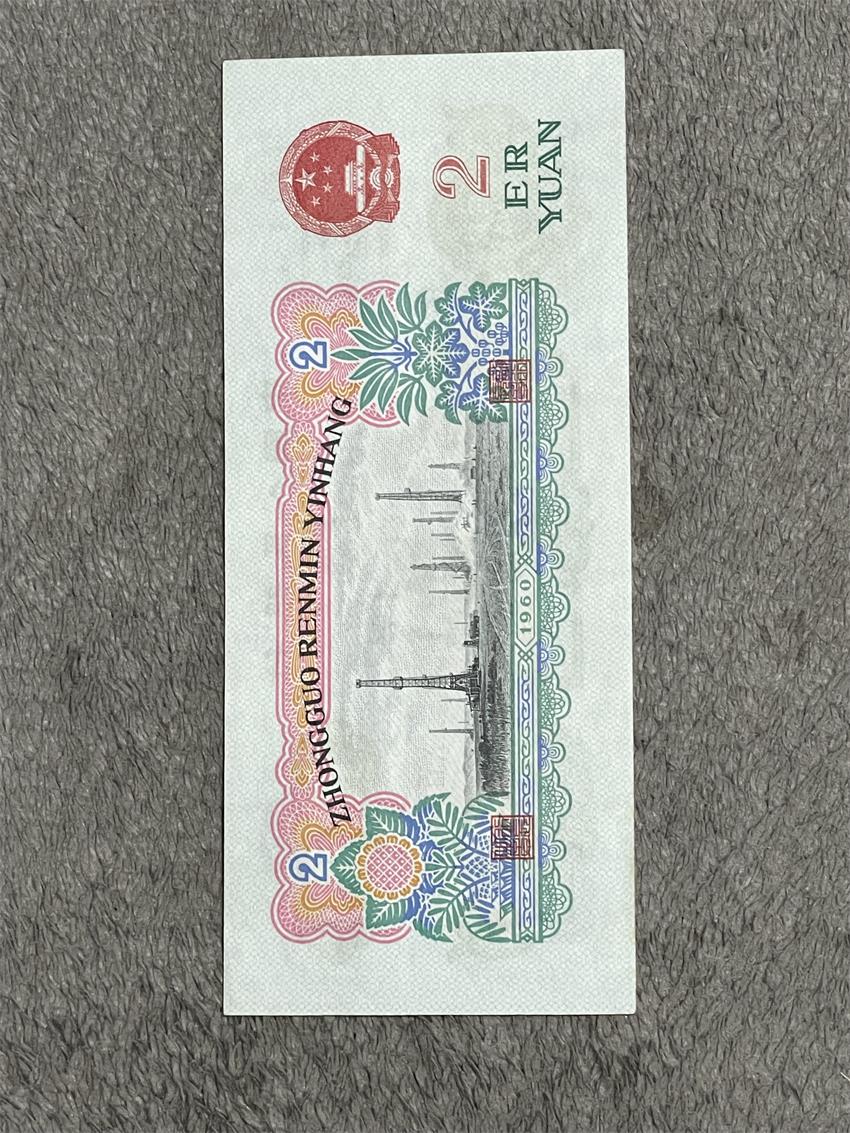 ZHONGGUO RENMIN YINHANG
2
2
1960
2
ER
YUAN